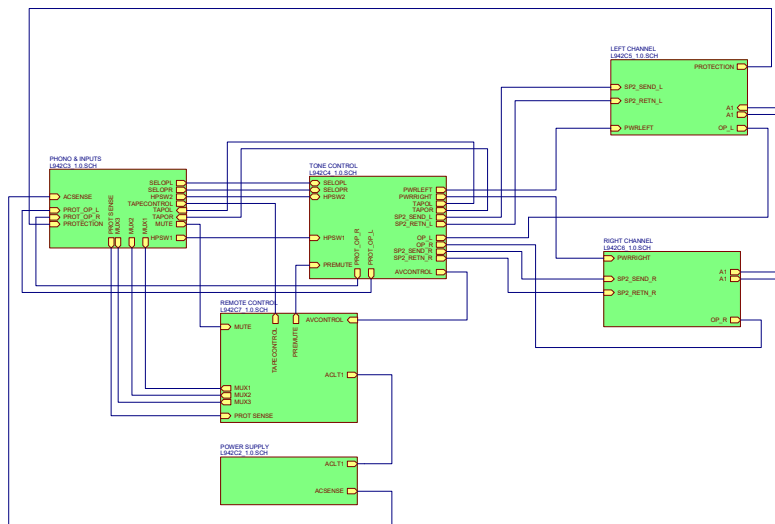 LEFT CHANNEL
L942C5_1.0.SCH
PROTECTION
SP2_SEND_L
SP2_RETN_L
A1
A1
PWRLEFT
OP_L
PHONO & INPUTS
L942C3_1.0.SCH
SELOPL
SELOPR
HPSW2
TAPECONTROL
TAPOL
TAPOR
MUTE
HPSW1
ACSENSE
PROT_OP_L
PROT_OP_R
PROTECTION
PROT SENSE
MUX3
MUX2
MUX1
TONE CONTROL
L942C4_1.0.SCH
SELOPL
SELOPR
HPSW2
HPSW1
PREMUTE
PROT_OP_R
PROT_OP_L
PWRLEFT
PWRRIGHT
TAPOL
TAPOR
SP2_SEND_L
SP2_RETN_L
OP_L
OP_R
SP2_SEND_R
SP2_RETN_R
AVCONTROL
RIGHT CHANNEL
L942C6_1.0.SCH
PWRRIGHT
SP2_SEND_R
SP2_RETN_R
A1
A1
OP_R
REMOTE CONTROL
L942C7_1.0.SCH
MUTE
TAPECONTROL
PREMUTE
AVCONTROL
ACLT1
MUX1
MUX2
MUX3
PROT SENSE
POWER SUPPLY
L942C2_1.0.SCH
ACLT1
ACSENSE